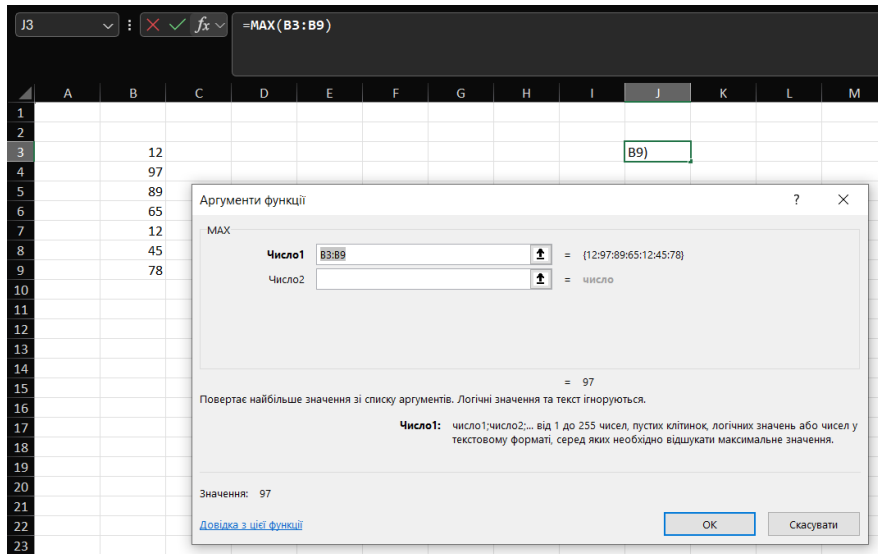 J3 fx =MAX(B3:B9)
A B C D E F G H I J K L M
1
2
3 12 B9)
4 97
5 89
6 65
7 12
8 45
9 78
10
11
12
13
14
15
16
17
18
19
20
21
22
23
Аргументи функції ?
MAX
Число1 B3:B9 = {12:97:89:65:12:45:78}
Число2 = число
= 97
Повертає найбільше значення зі списку аргументів. Логічні значення та текст ігноруються.
Число1: число1;число2;... від 1 до 255 чисел, пустих клітинок, логічних значень або чисел у
текстовому форматі, серед яких необхідно відшукати максимальне значення.
Значення: 97
Довідка з цієї функції OK Скасувати